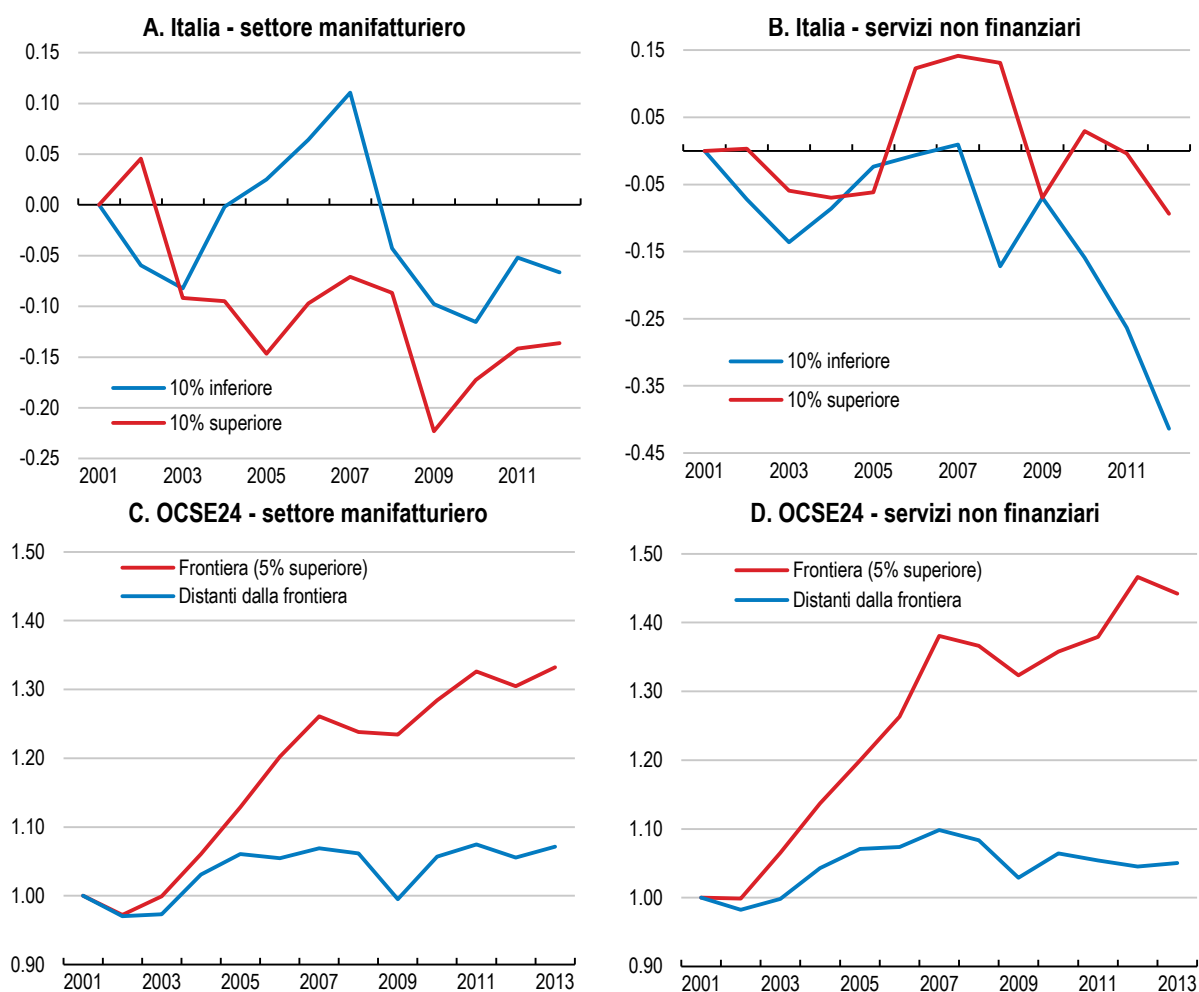 A. Italia - settore manifatturiero
0.15
0.10
0.05
0.00
-0.05
-0.10
-0.15
-0.20
-0.25
10% inferiore
10% superiore
2001 2003 2005 2007 2009 2011
B. Italia - servizi non finanziari
0.15
0.05
-0.05
-0.15
-0.25
-0.35
-0.45
10% inferiore
10% superiore
2001 2003 2005 2007 2009 2011
C. OCSE24 - settore manifatturiero
1.50
1.40
1.30
1.20
1.10
1.00
0.90
Frontiera (5% superiore)
Distanti dalla frontiera
2001 2003 2005 2007 2009 2011 2013
D. OCSE24 - servizi non finanziari
1.50
1.40
1.30
1.20
1.10
1.00
0.90
Frontiera (5% superiore)
Distanti dalla frontiera
2001 2003 2005 2007 2009 2011 2013